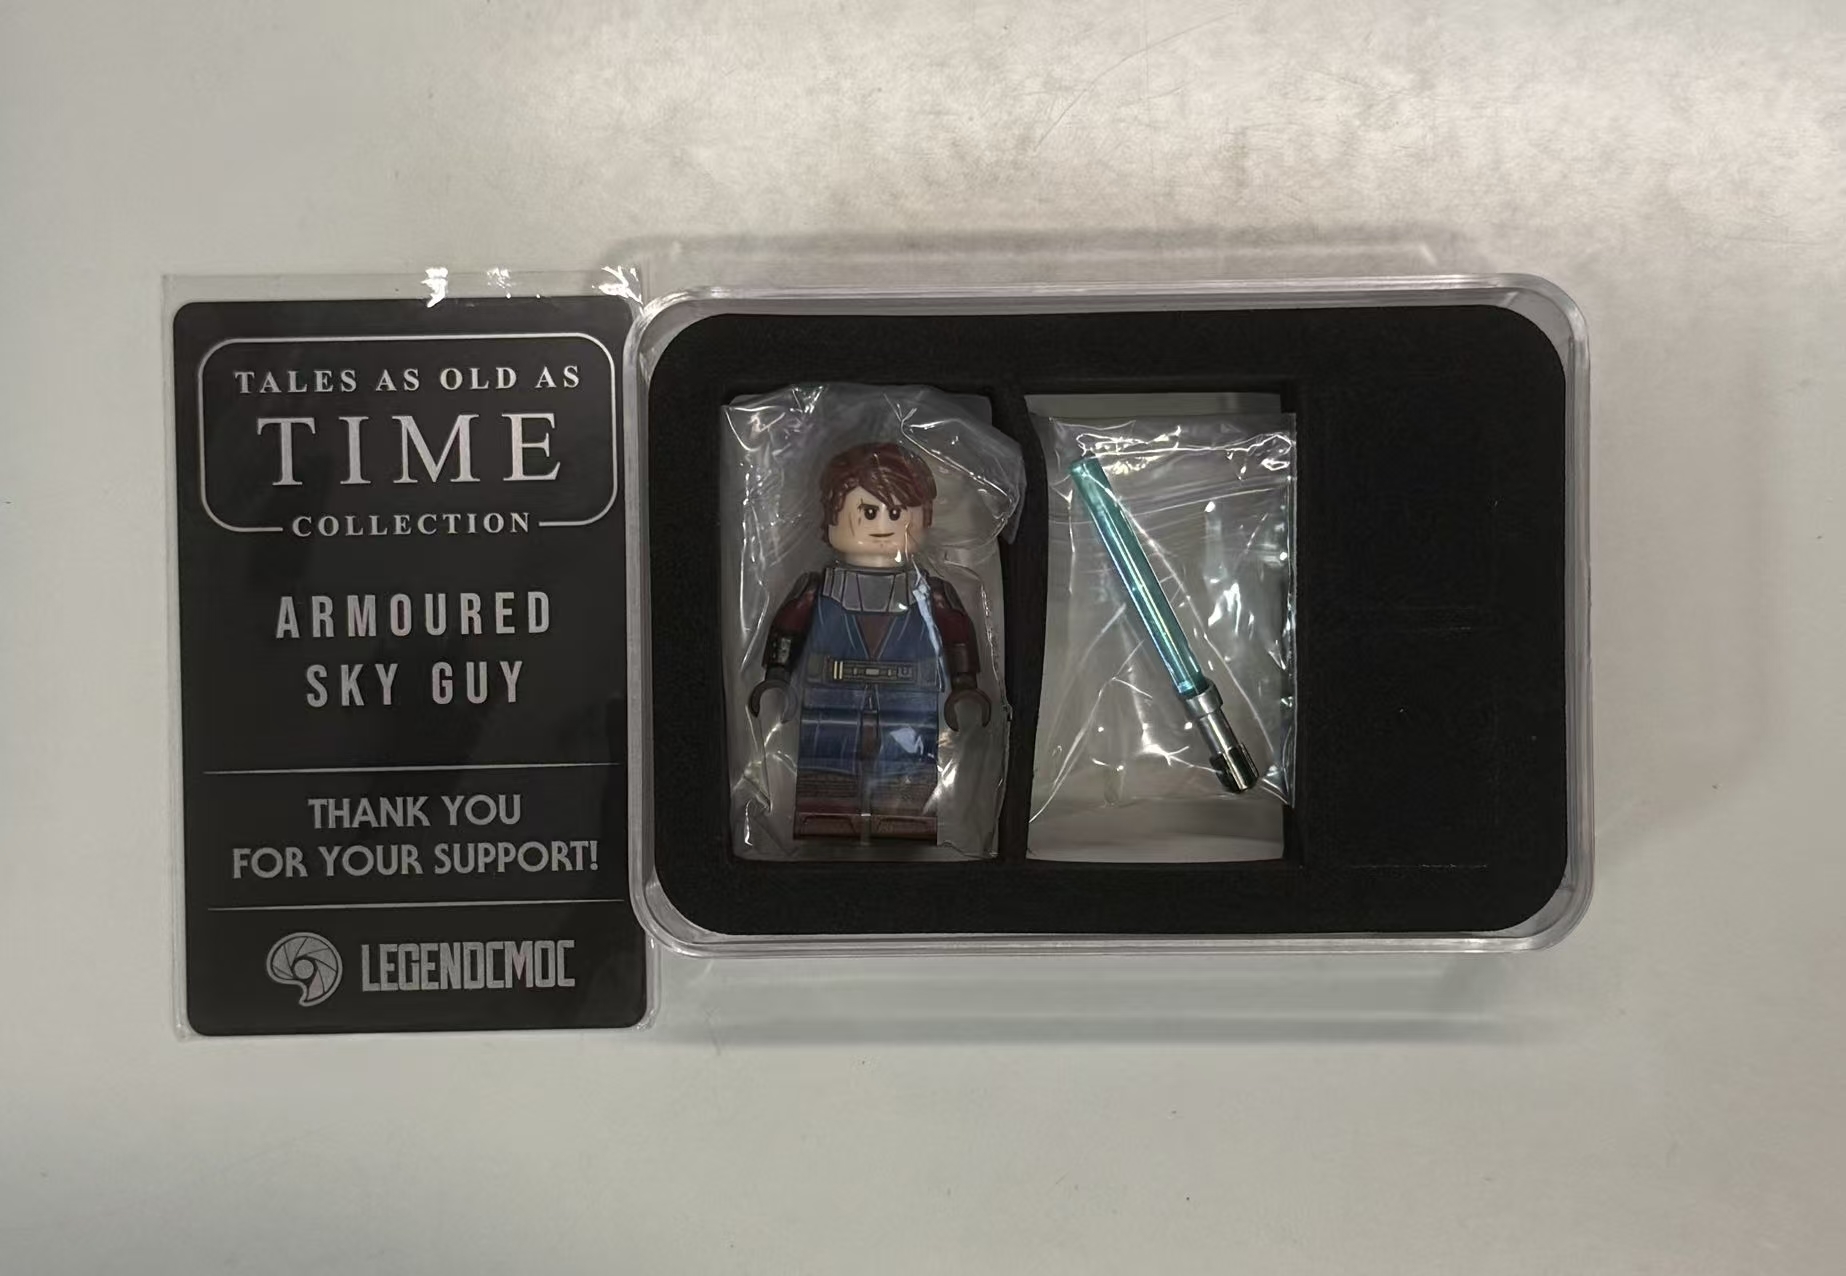 TALES AS OLD AS
TIME
COLLECTION
ARMOURED
SKY GUY
THANK YOU
FOR YOUR SUPPORT!
LEGENDCMOC